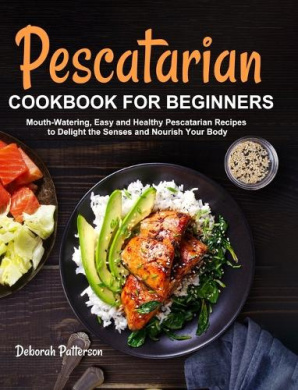 Pescatarian
COOKBOOK FOR BEGINNERS
Mouth-Watering, Easy and Healthy Pescatarian Recipes
to Delight the Senses and Nourish Your Body
Deborah Patterson